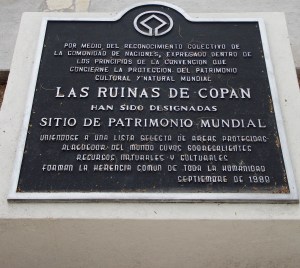 POR MEDIO DEL RECONOCIMIENTO COLECTIVO DE
LA COMUNIDAD DE NACIONES, EXPRESADO DENTRO DE
LOS PRINCIPIOS DE LA CONVENCION QUE
CONCIERNE LA PROTECCION DEL PATRIMONIO
CULTURAL Y NATURAL MUNDIAL
LAS RUINAS DE COPAN
HAN SIDO DESIGNADAS
SITIO DE PATRIMONIO MUNDIAL
UNIENDOSE A UNA LISTA SELECTA DE AREAS PROTEGIDAS
ALREDEDOR DEL MUNDO CUYOS SOBRESALIENTES
RECURSOS NATURALES Y CULTURALES
FORMAN LA HERENCIA COMUN DE TODA LA HUMANIDAD
SEPTIEMBRE DE 1980